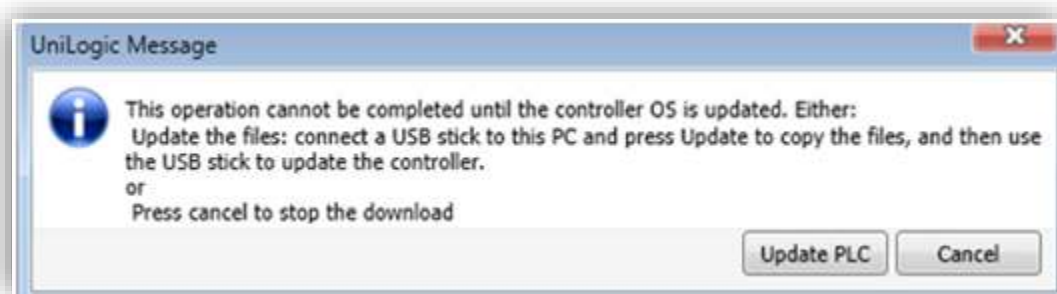 UniLogic Message
This operation cannot be completed until the controller OS is updated. Either:
Update the files: connect a USB stick to this PC and press Update to copy the files, and then use
the USB stick to update the controller.
or
Press cancel to stop the download
Update PLC Cancel